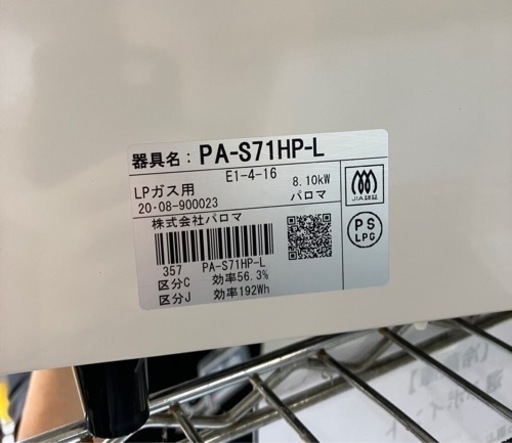 器具名: PA-S71HP-L
E1-4-16
LPガス用 8.10kW
20-08-900023 パロマ
株式会社パロマ
JIA認証
PS
LPG
357 PA-S71HP-L
区分C 効率56.3%
区分J 効率192Wh